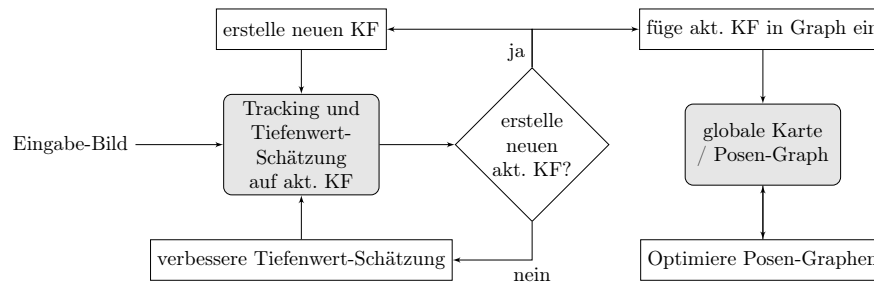 erstelle neuen KF
füge akt. KF in Graph ein
ja
Tracking und
Tiefenwert-
Schätzung
auf akt. KF
Eingabe-Bild
erstelle
neuen
akt. KF?
globale Karte
/ Posen-Graph
verbessere Tiefenwert-Schätzung
nein
Optimiere Posen-Graphen